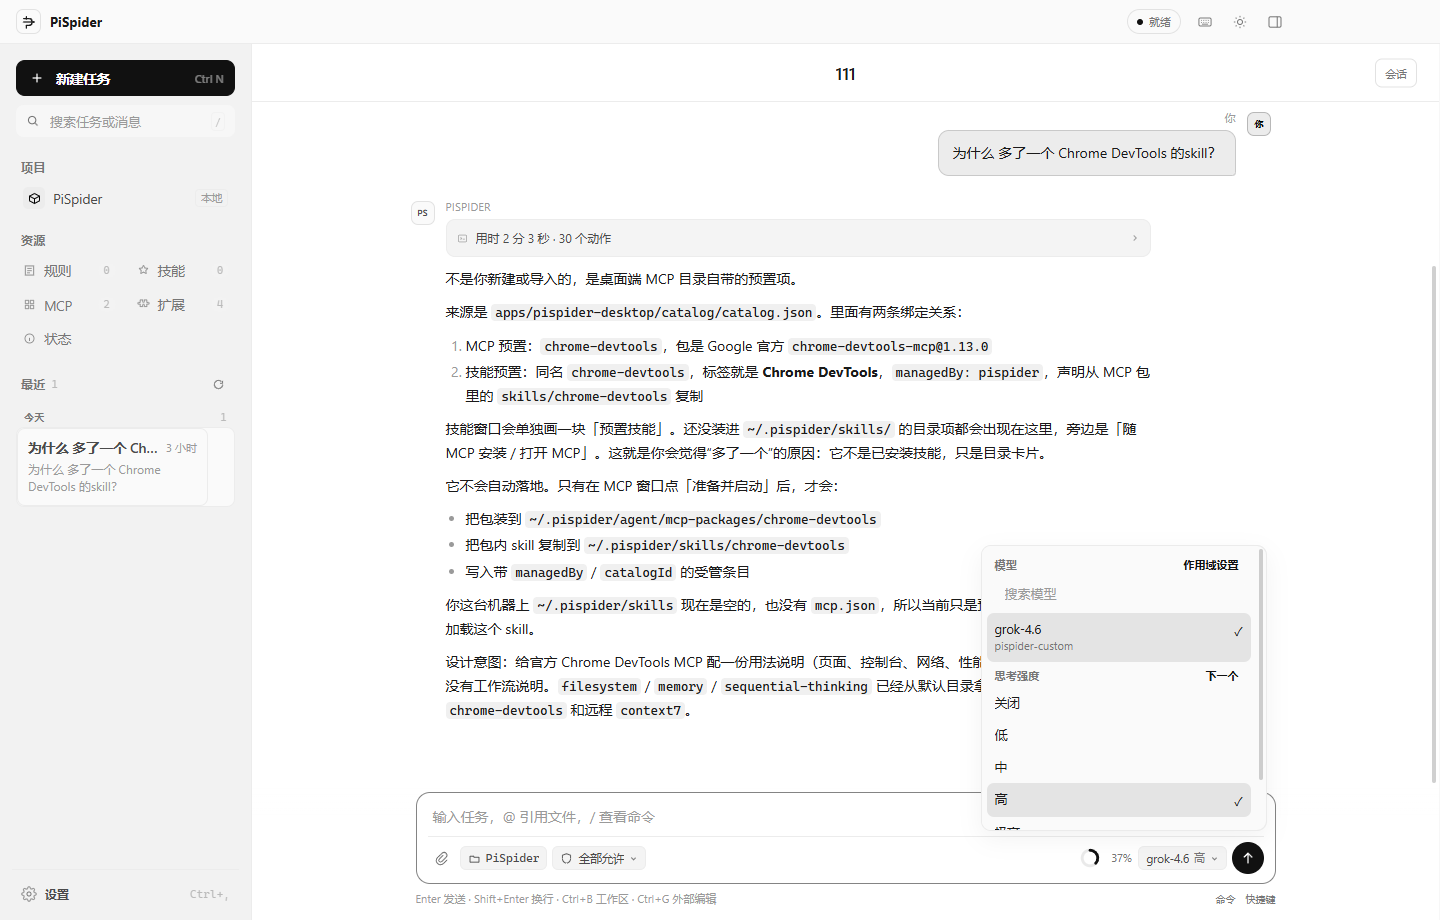 PiSpider
就绪
新建任务 Ctrl N
搜索任务或消息 /
项目
PiSpider 本地
资源
规则 0 技能 0
MCP 2 扩展 4
状态
最近 1
今天 1
为什么 多了一个 Ch... 3 小时
为什么 多了一个 Chrome
DevTools 的skill?
设置 Ctrl+,
111
会话
你
你
为什么 多了一个 Chrome DevTools 的skill?
PS
PISPIDER
用时 2 分 3 秒 · 30 个动作
不是你新建或导入的，是桌面端 MCP 目录自带的预置项。
来源是 apps/pispider-desktop/catalog/catalog.json。里面有两条绑定关系：
1. MCP 预置：chrome-devtools，包是 Google 官方 chrome-devtools-mcp@1.13.0
2. 技能预置：同名 chrome-devtools，标签就是 Chrome DevTools，managedBy: pispider，声明从 MCP 包
里的 skills/chrome-devtools 复制
技能窗口会单独画一块「预置技能」。还没装进 ~/.pispider/skills/ 的目录项都会出现在这里，旁边是「随
MCP 安装 / 打开 MCP」。这就是你会觉得“多了一个”的原因：它不是已安装技能，只是目录卡片。
它不会自动落地。只有在 MCP 窗口点「准备并启动」后，才会：
• 把包装到 ~/.pispider/agent/mcp-packages/chrome-devtools
• 把包内 skill 复制到 ~/.pispider/skills/chrome-devtools
• 写入带 managedBy / catalogId 的受管条目
你这台机器上 ~/.pispider/skills 现在是空的，也没有 mcp.json，所以当前只是
加载这个 skill。
设计意图：给官方 Chrome DevTools MCP 配一份用法说明（页面、控制台、网络、性能
没有工作流说明。filesystem / memory / sequential-thinking 已经从默认目录
chrome-devtools 和远程 context7。
模型 作用域设置
搜索模型
grok-4.6 ✓
pispider-custom
思考强度 下一个
关闭
低
中
高 ✓
输入任务，@ 引用文件，/ 查看命令
PiSpider 全部允许 37% grok-4.6 高
Enter 发送 · Shift+Enter 换行 · Ctrl+B 工作区 · Ctrl+G 外部编辑 命令 快捷键